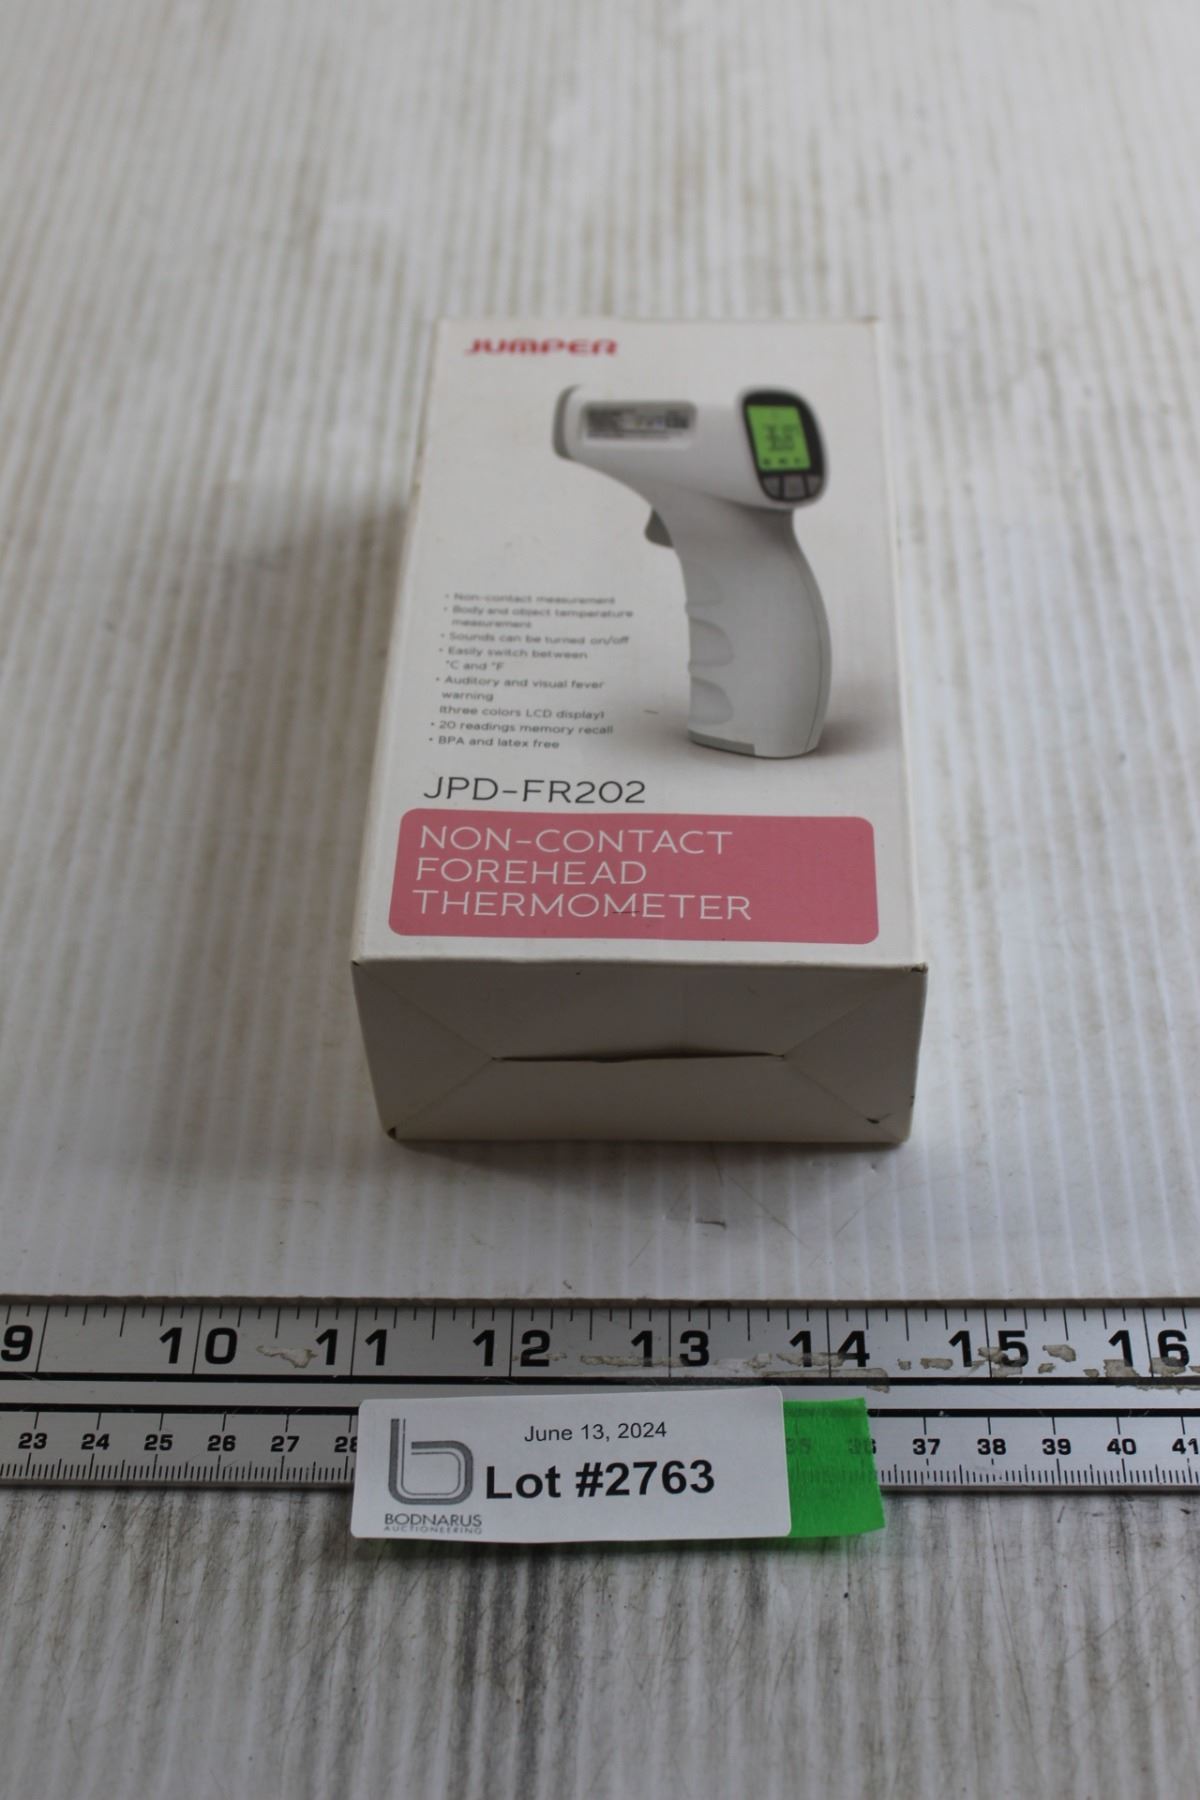 JUMPER
• Non-contact measurement
• Body and object temperature
measurement
• Sounds can be turned on/off
• Easily switch between
°C and °F
• Auditory and visual fever
warning
(three colors LCD display)
• 20 readings memory recall
• BPA and latex free
JPD-FR202
NON-CONTACT
FOREHEAD
THERMOMETER
9 10 11 12 13 14 15 16
23 24 25 26 27 28 35 36 37 38 39 40 41
June 13, 2024
Lot #2763
BODNARUS
AUCTIONEERING